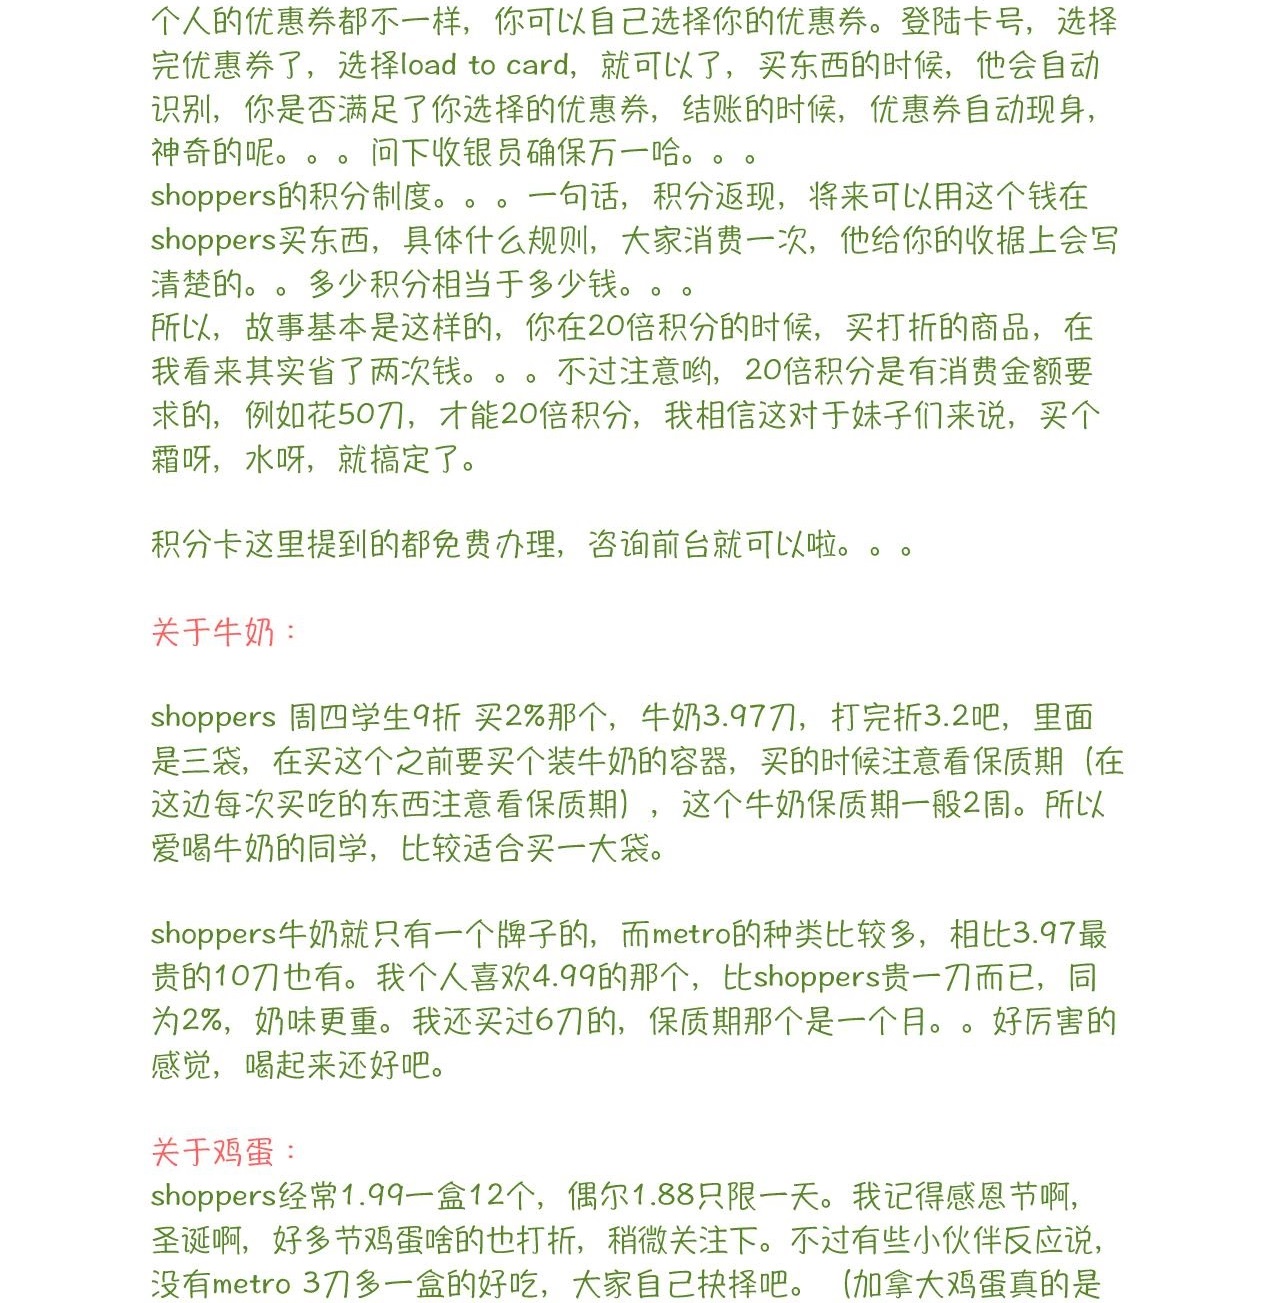 个人的优惠券都不一样，你可以自己选择你的优惠券。登陆卡号，选择
完优惠券了，选择load to card，就可以了，买东西的时候，他会自动
识别，你是否满足了你选择的优惠券，结账的时候，优惠券自动现身，
神奇的呢。。。问下收银员确保万一哈。。。
shoppers的积分制度。。。一句话，积分返现，将来可以用这个钱在
shoppers买东西，具体什么规则，大家消费一次，他给你的收据上会写
清楚的。。多少积分相当于多少钱。。。
所以，故事基本是这样的，你在20倍积分的时候，买打折的商品，在
我看来其实省了两次钱。。。不过注意哟，20倍积分是有消费金额要
求的，例如花50刀，才能20倍积分，我相信这对于妹子们来说，买个
霜呀，水呀，就搞定了。
积分卡这里提到的都免费办理，咨询前台就可以啦。。。
关于牛奶：
shoppers 周四学生9折 买2%那个，牛奶3.97刀，打完折3.2吧，里面
是三袋，在买这个之前要买个装牛奶的容器，买的时候注意看保质期（在
这边每次买吃的东西注意看保质期），这个牛奶保质期一般2周。所以
爱喝牛奶的同学，比较适合买一大袋。
shoppers牛奶就只有一个牌子的，而metro的种类比较多，相比3.97最
贵的10刀也有。我个人喜欢4.99的那个，比shoppers贵一刀而已，同
为2%，奶味更重。我还买过6刀的，保质期那个是一个月。。好厉害的
感觉，喝起来还好吧。
关于鸡蛋：
shoppers经常1.99一盒12个，偶尔1.88只限一天。我记得感恩节啊，
圣诞啊，好多节鸡蛋啥的也打折，稍微关注下。不过有些小伙伴反应说，
没有metro 3刀多一盒的好吃，大家自己抉择吧。（加拿大鸡蛋真的是